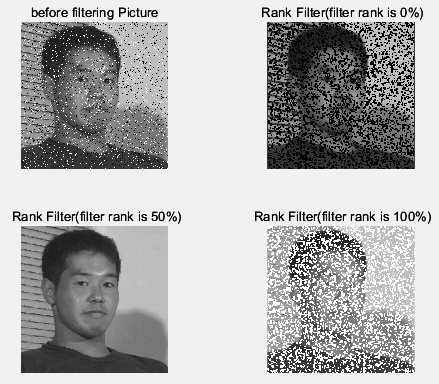 before filtering Picture
Rank Filter(filter rank is 0%)
Rank Filter(filter rank is 50%)
Rank Filter(filter rank is 100%)